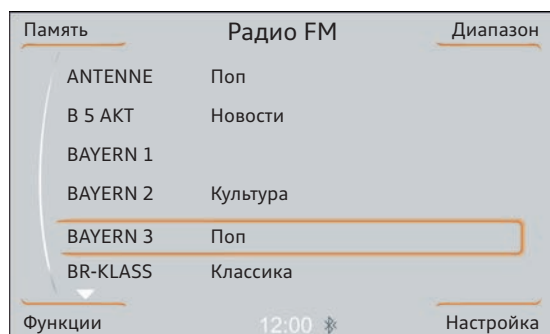 Память Радио FM Диапазон
ANTENNE Поп
B 5 AKT Новости
BAYERN 1
BAYERN 2 Культура
BAYERN 3 Поп
BR-KLASS Классика
Функции 12:00 Настройка